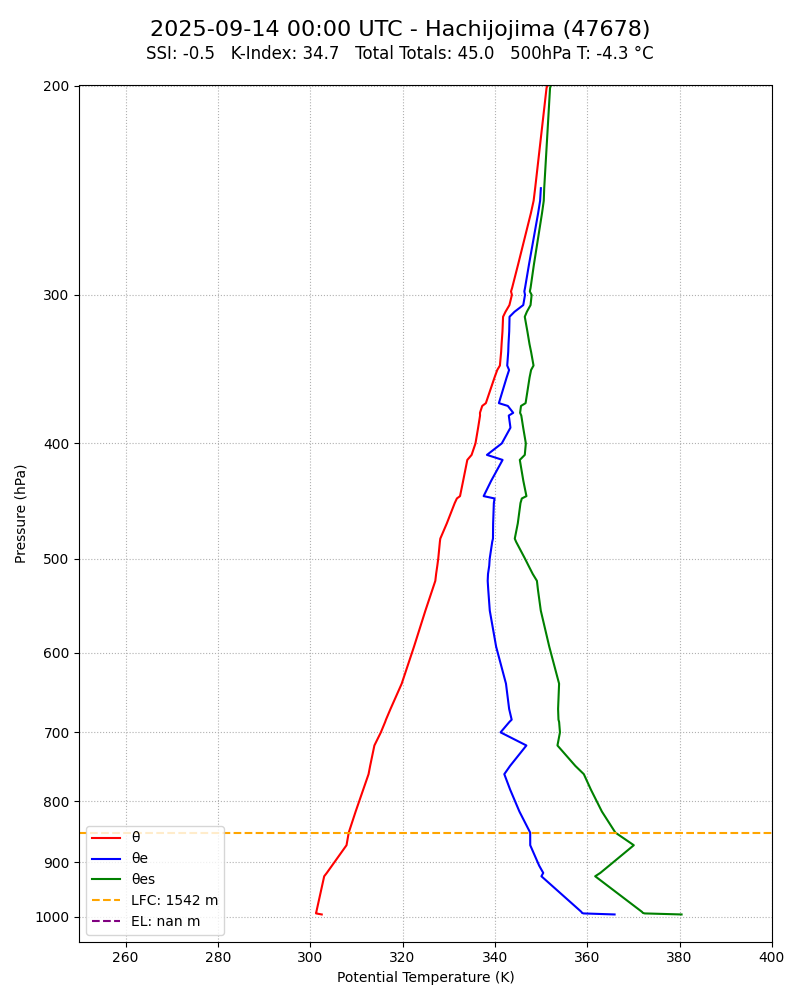 2025-09-14 00:00 UTC - Hachijojima (47678)
SSI: -0.5 K-Index: 34.7 Total Totals: 45.0 500hPa T: -4.3 °C
200
300
400
500
600
700
800
900
1000
Pressure (hPa)
θ
θe
θes
LFC: 1542 m
EL: nan m
260 280 300 320 340 360 380 400
Potential Temperature (K)